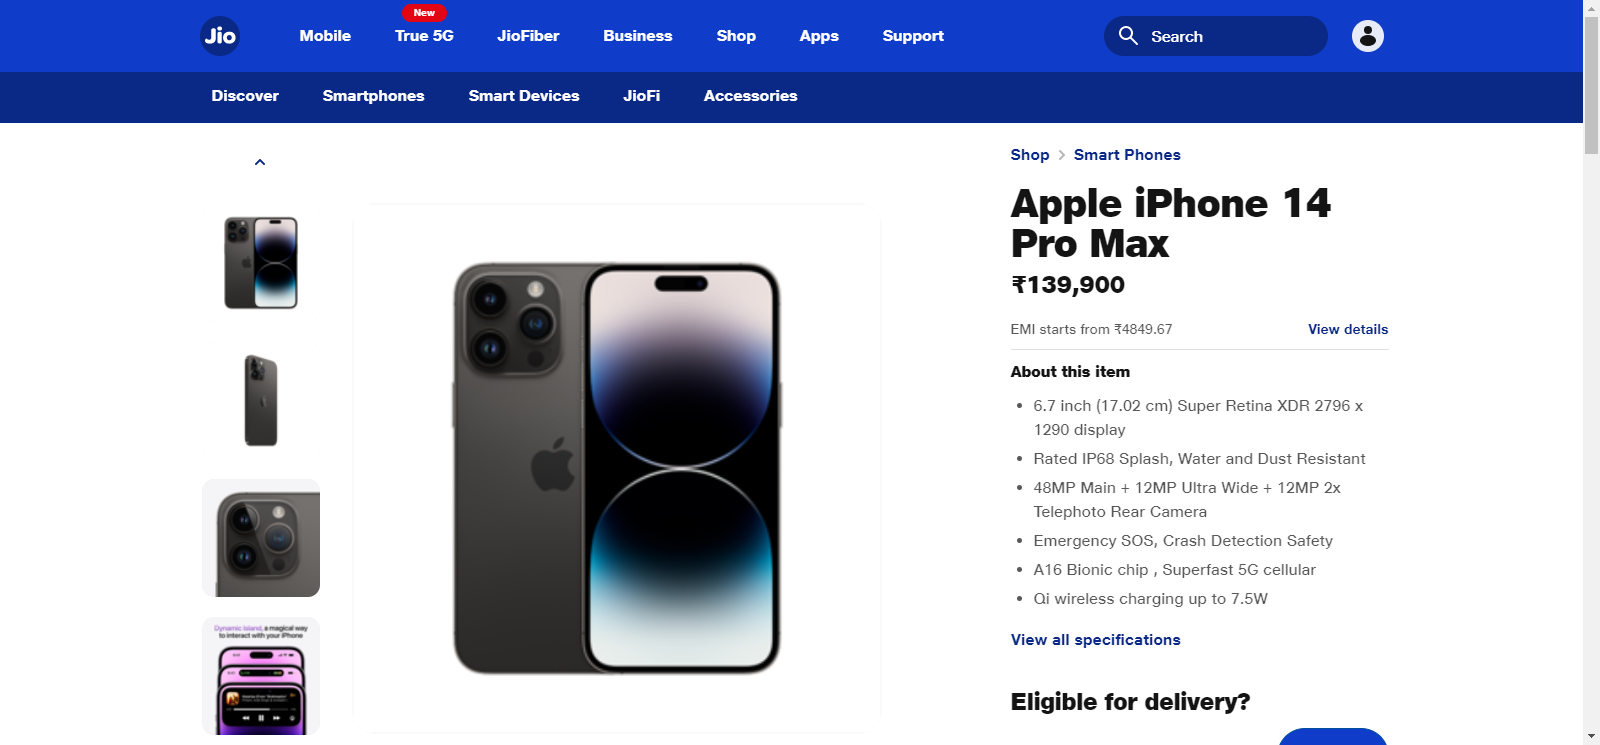 New
Jio
Mobile
True 5G
JioFiber
Business
Shop
Apps
Support
Search
Discover
Smartphones
Smart Devices
JioFi
Accessories
Shop > Smart Phones
Apple iPhone 14
Pro Max
₹139,900
EMI starts from ₹4849.67
View details
About this item
• 6.7 inch (17.02 cm) Super Retina XDR 2796 x
1290 display
• Rated IP68 Splash, Water and Dust Resistant
• 48MP Main + 12MP Ultra Wide + 12MP 2x
Telephoto Rear Camera
• Emergency SOS, Crash Detection Safety
• A16 Bionic chip , Superfast 5G cellular
• Qi wireless charging up to 7.5W
View all specifications
Eligible for delivery?
Dynamic Island, a magical way
to interact with your iPhone